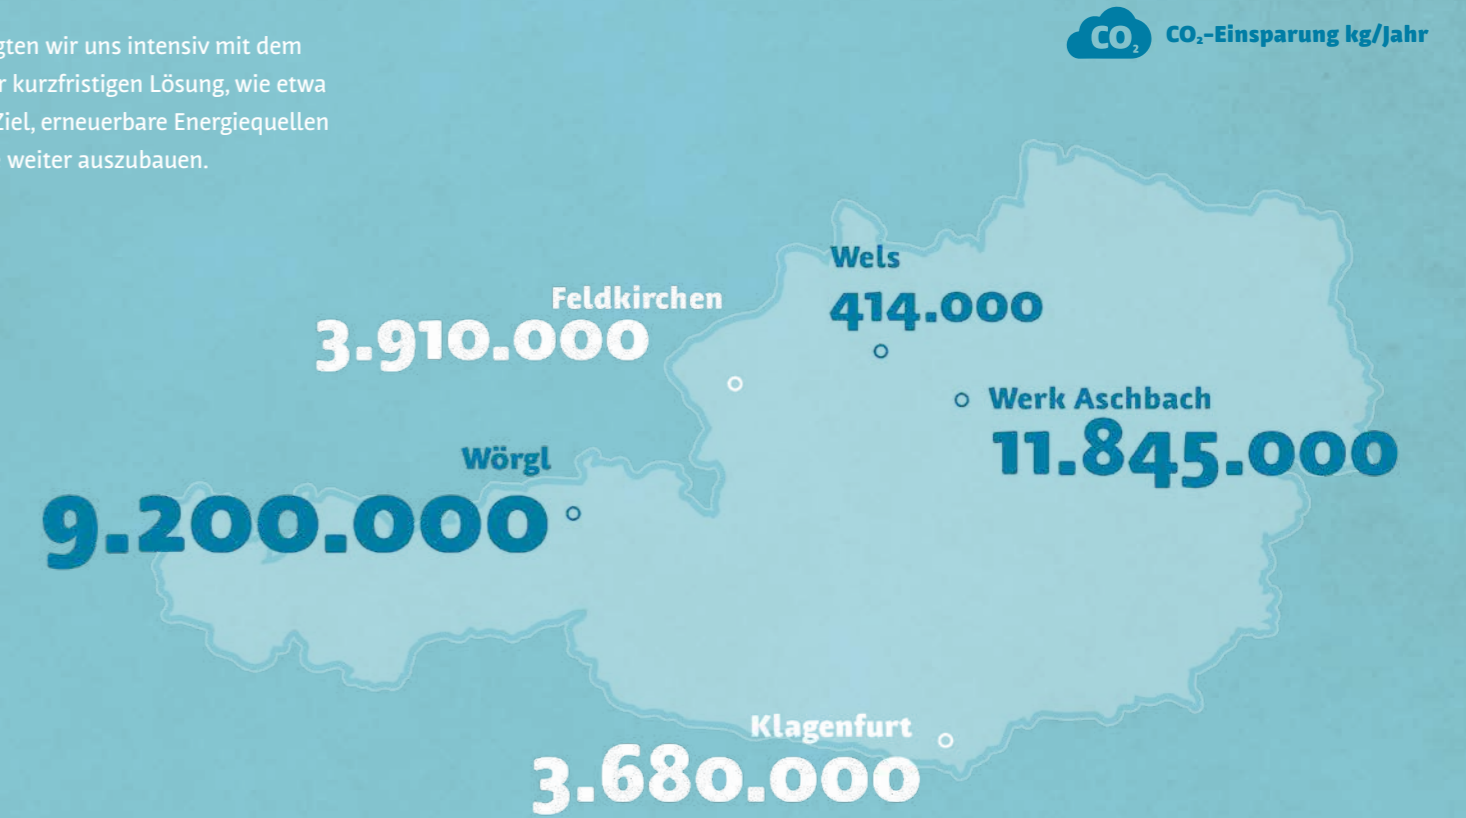 gten wir uns intensiv mit dem
r kurzfristigen Lösung, wie etwa
Ziel, erneuerbare Energiequellen
weiter auszubauen.
CO₂
CO₂-Einsparung kg/Jahr
Wels
414.000
Feldkirchen
3.910.000
Werk Aschbach
11.845.000
Wörgl
9.200.000
Klagenfurt
3.680.000